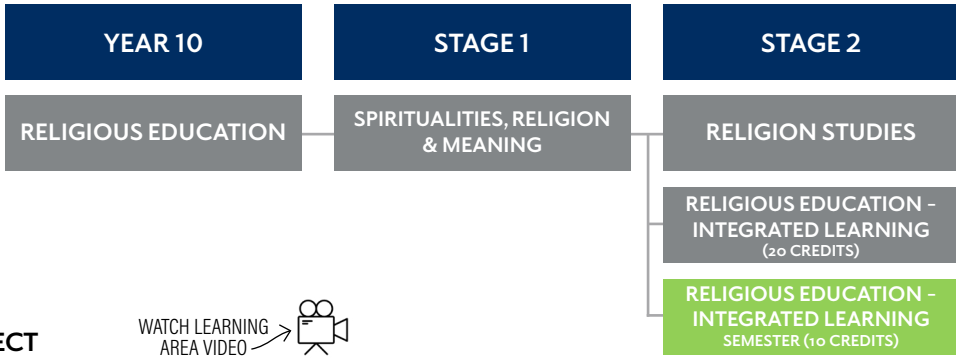 YEAR 10
STAGE 1
STAGE 2
RELIGIOUS EDUCATION
SPIRITUALITIES, RELIGION
& MEANING
RELIGION STUDIES
RELIGIOUS EDUCATION -
INTEGRATED LEARNING
(20 CREDITS)
RELIGIOUS EDUCATION -
INTEGRATED LEARNING
SEMESTER (10 CREDITS)
ECT
WATCH LEARNING
AREA VIDEO